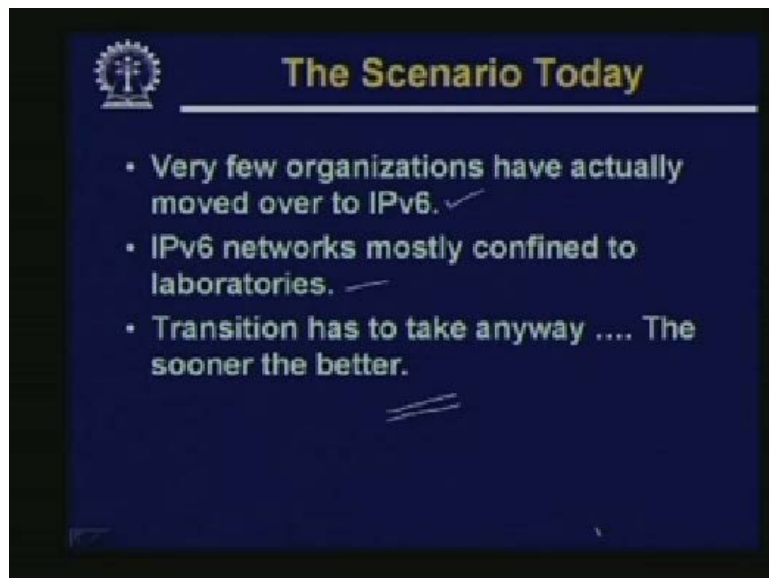 The Scenario Today
• Very few organizations have actually
moved over to IPv6.
• IPv6 networks mostly confined to
laboratories.
• Transition has to take anyway .... The
sooner the better.